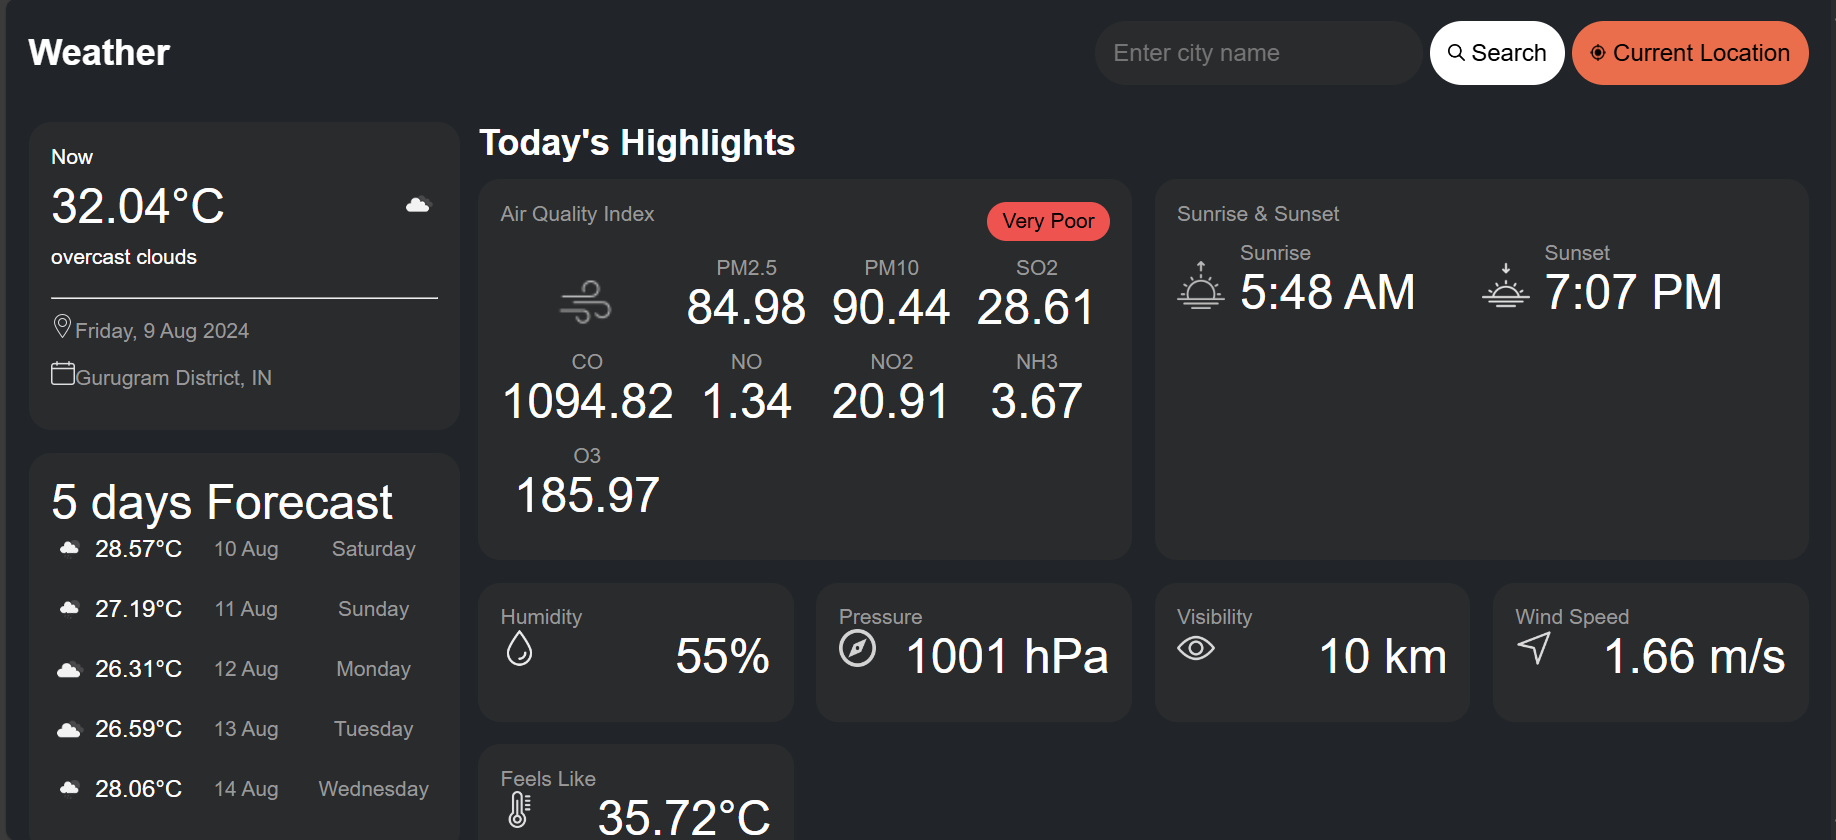 Weather
Enter city name
Search
Current Location
Now
32.04°C
overcast clouds
Friday, 9 Aug 2024
Gurugram District, IN
5 days Forecast
28.57°C 10 Aug Saturday
27.19°C 11 Aug Sunday
26.31°C 12 Aug Monday
26.59°C 13 Aug Tuesday
28.06°C 14 Aug Wednesday
Today's Highlights
Air Quality Index
Very Poor
PM2.5 PM10 SO2
84.98 90.44 28.61
CO NO NO2 NH3
1094.82 1.34 20.91 3.67
O3
185.97
Sunrise & Sunset
Sunrise Sunset
5:48 AM 7:07 PM
Humidity
55%
Pressure
1001 hPa
Visibility
10 km
Wind Speed
1.66 m/s
Feels Like
35.72°C